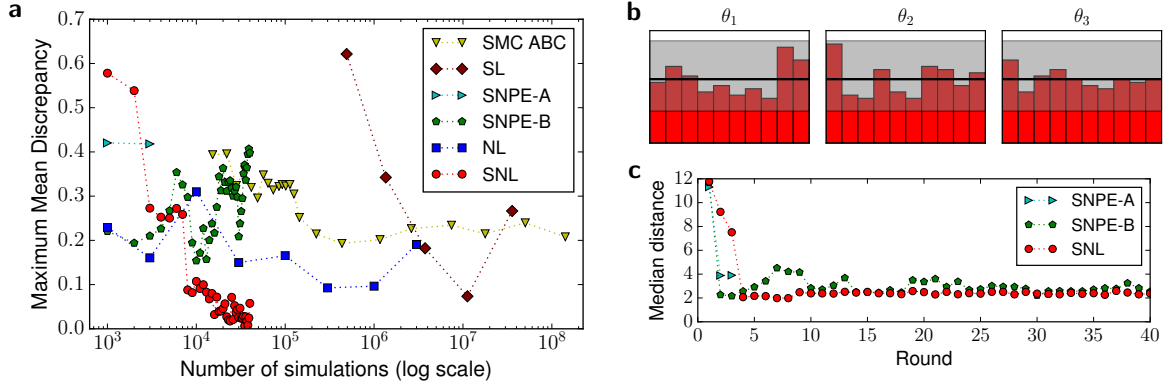 a
0.7
0.6
0.5
0.4
0.3
0.2
0.1
0.0
Maximum Mean Discrepancy
10^3 10^4 10^5 10^6 10^7 10^8
Number of simulations (log scale)
SMC ABC
SL
SNPE-A
SNPE-B
NL
SNL
b
θ₁ θ₂ θ₃
c
12
10
8
6
4
2
0
Median distance
0 5 10 15 20 25 30 35 40
Round
SNPE-A
SNPE-B
SNL